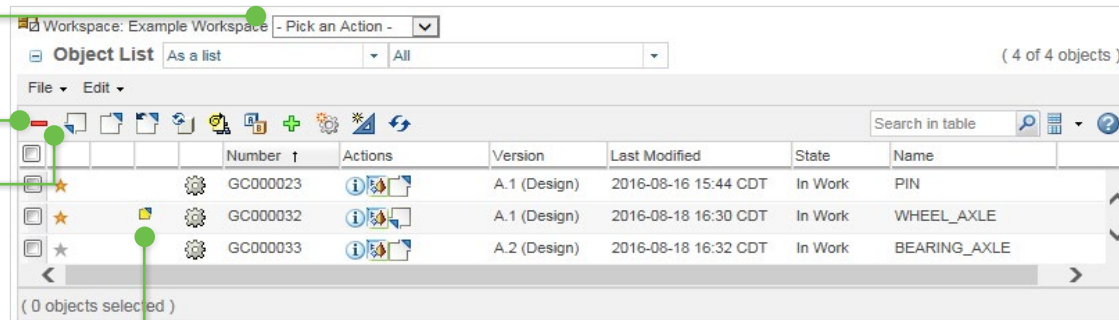 Workspace: Example Workspace - Pick an Action -
Object List As a list All ( 4 of 4 objects )
File Edit
Search in table
Number Actions Version Last Modified State Name
GC000023 A.1 (Design) 2016-08-16 15:44 CDT In Work PIN
GC000032 A.1 (Design) 2016-08-18 16:30 CDT In Work WHEEL_AXLE
GC000033 A.2 (Design) 2016-08-18 16:32 CDT In Work BEARING_AXLE
( 0 objects selected )